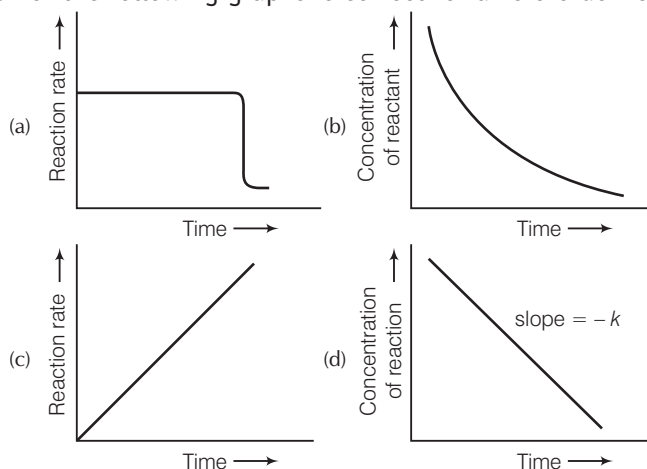 (a)
Reaction rate
Time
(b)
Concentration
of reactant
Time
(c)
Reaction rate
Time
(d)
Concentration
of reaction
slope = – k
Time